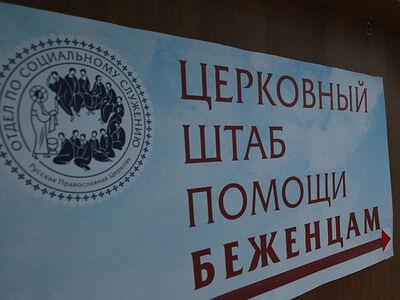 ОТДЕЛ ПО СОЦИАЛЬНОМУ СЛУЖЕНИЮ
Русская Православная Церковь
ЦЕРКОВНЫЙ
ШТАБ
ПОМОЩИ
БЕЖЕНЦАМ